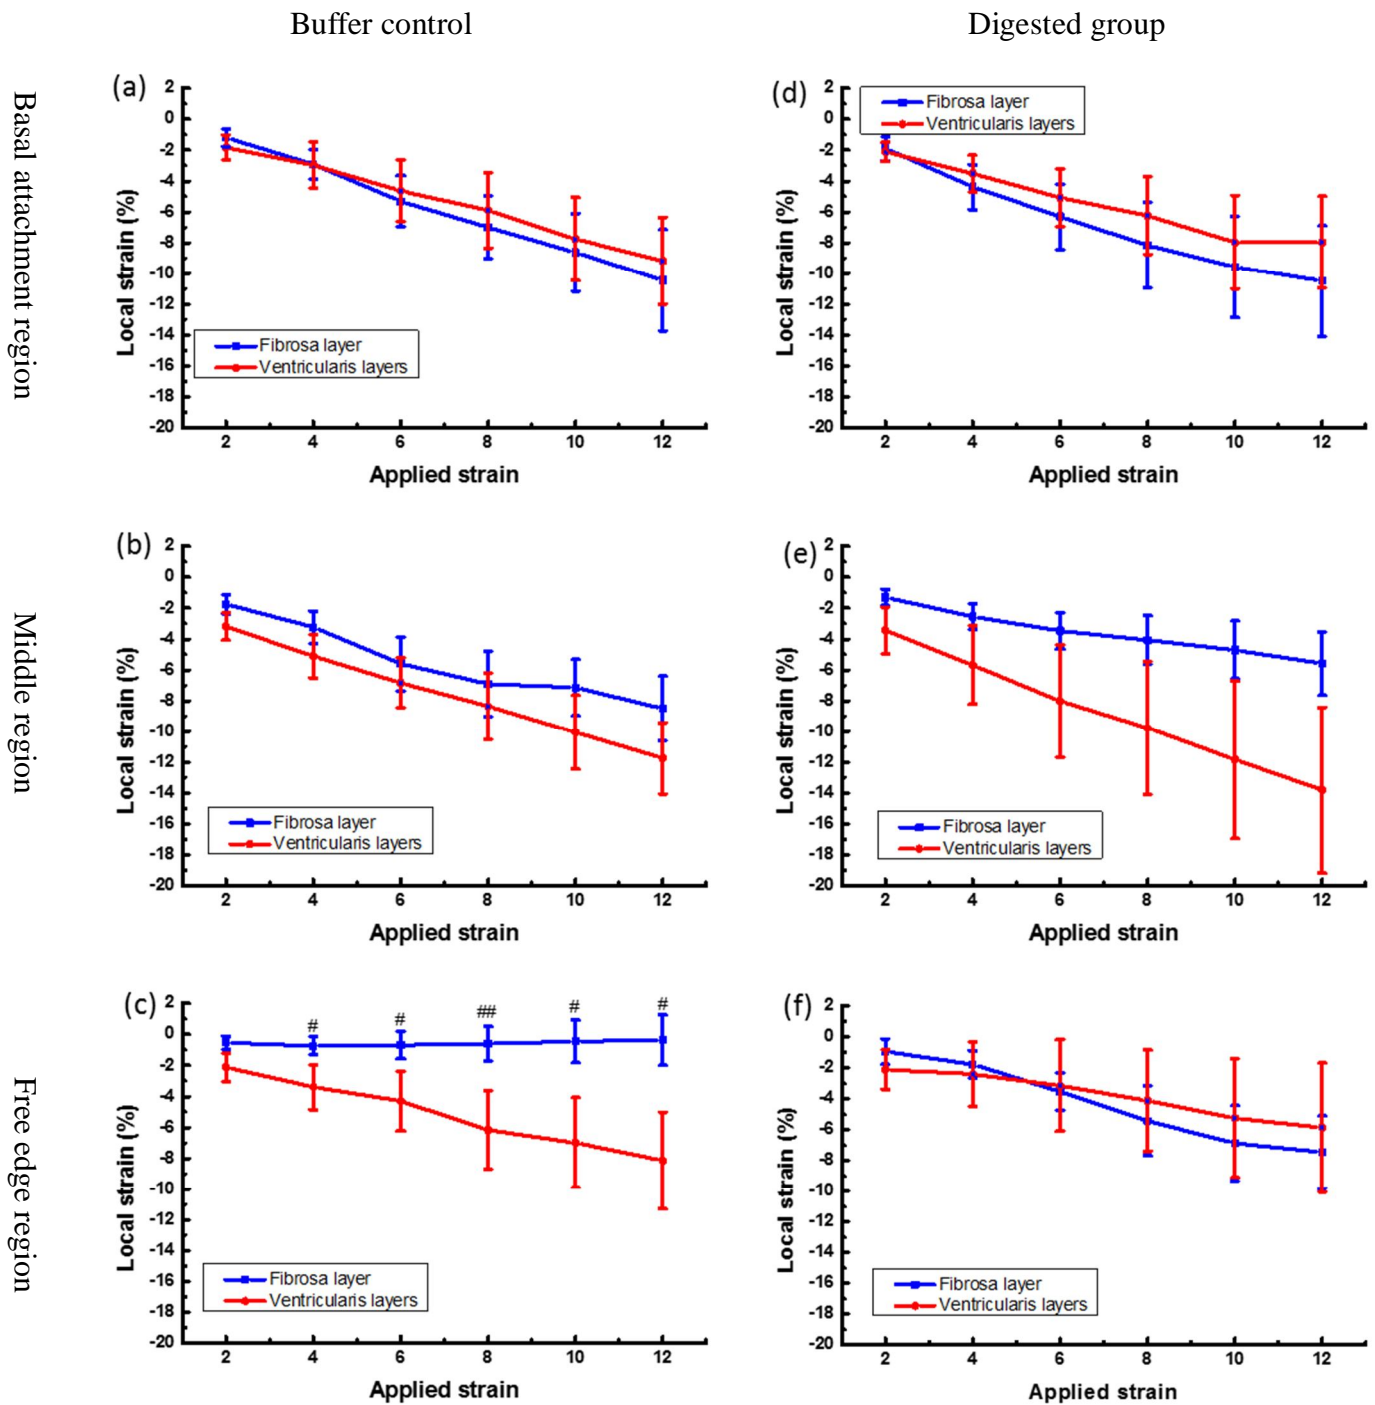 Buffer control
Digested group
Basal attachment region
(a)
2
0
-2
-4
-6
-8
-10
-12
-14
-16
-18
-20
Local strain (%)
Fibrosa layer
Ventricularis layers
2 4 6 8 10 12
Applied strain
(d)
2
0
-2
-4
-6
-8
-10
-12
-14
-16
-18
-20
Local strain (%)
Fibrosa layer
Ventricularis layers
2 4 6 8 10 12
Applied strain
Middle region
(b)
2
0
-2
-4
-6
-8
-10
-12
-14
-16
-18
-20
Local strain (%)
Fibrosa layer
Ventricularis layers
2 4 6 8 10 12
Applied strain
(e)
2
0
-2
-4
-6
-8
-10
-12
-14
-16
-18
-20
Local strain (%)
Fibrosa layer
Ventricularis layers
2 4 6 8 10 12
Applied strain
Free edge region
(c)
2
0
-2
-4
-6
-8
-10
-12
-14
-16
-18
-20
Local strain (%)
# # ## # #
Fibrosa layer
Ventricularis layers
2 4 6 8 10 12
Applied strain
(f)
2
0
-2
-4
-6
-8
-10
-12
-14
-16
-18
-20
Local strain (%)
Fibrosa layer
Ventricularis layers
2 4 6 8 10 12
Applied strain